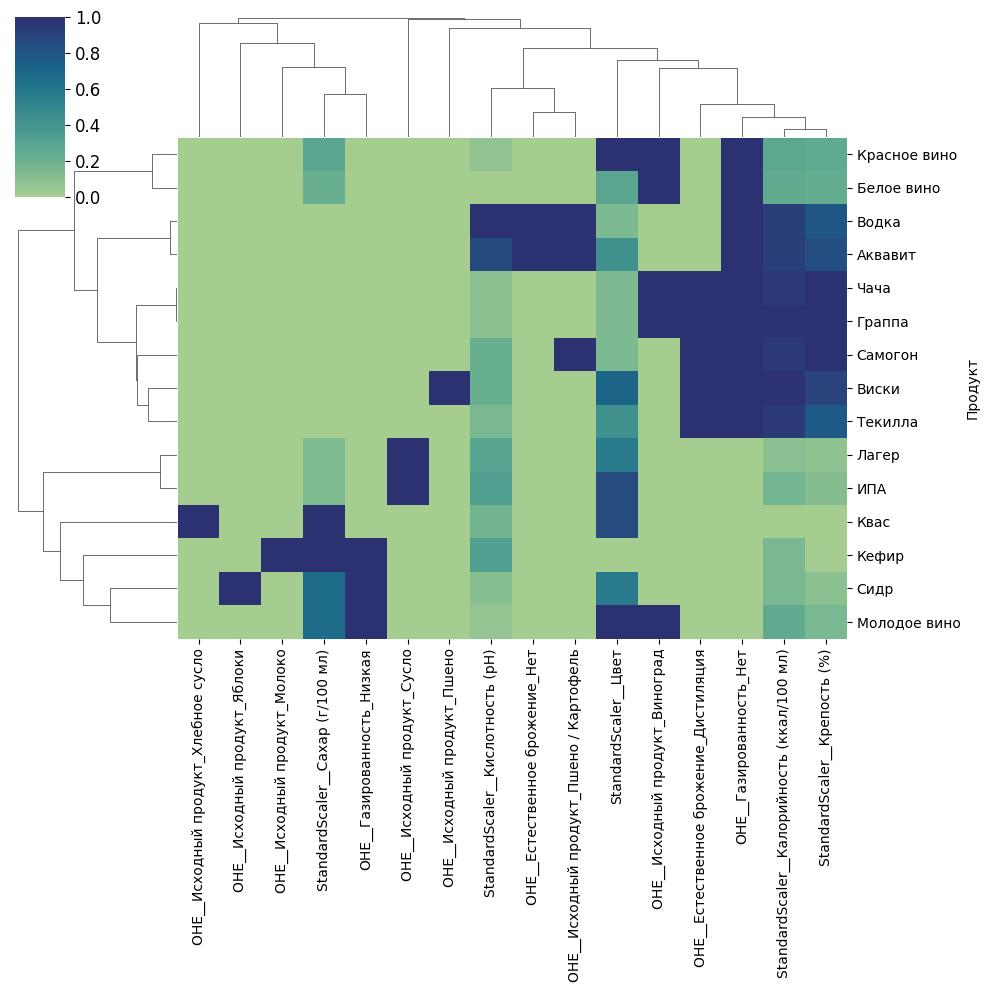 1.0
0.8
0.6
0.4
0.2
0.0
Красное вино
Белое вино
Водка
Аквавит
Чача
Граппа
Самогон
Виски
Текилла
Лагер
ИПА
Квас
Кефир
Сидр
Молодое вино
Продукт
OHE__Исходный продукт_Хлебное сусло
OHE__Исходный продукт_Яблоки
OHE__Исходный продукт_Молоко
StandardScaler__Сахар (г/100 мл)
OHE__Газированность_Низкая
OHE__Исходный продукт_Сусло
OHE__Исходный продукт_Пшено
StandardScaler__Кислотность (pH)
OHE__Естественное брожение_Нет
OHE__Исходный продукт_Пшено / Картофель
StandardScaler__Цвет
OHE__Исходный продукт_Виноград
OHE__Естественное брожение_Дистиляция
OHE__Газированность_Нет
StandardScaler__Калорийность (ккал/100 мл)
StandardScaler__Крепость (%)